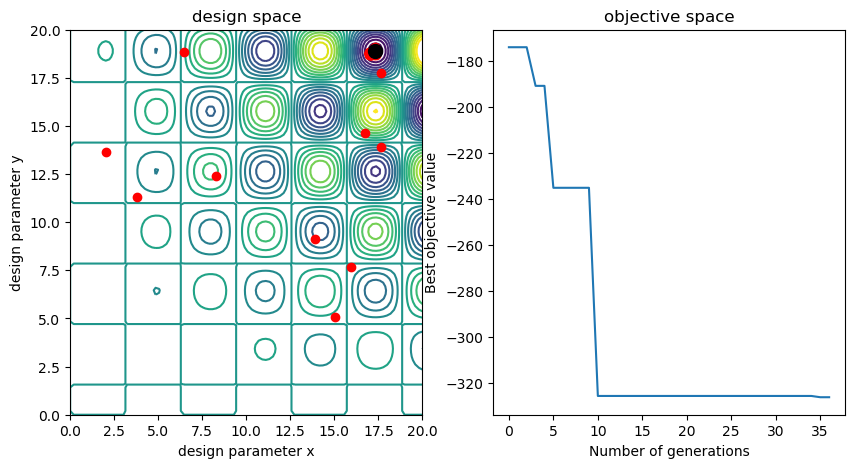 design space
20.0
17.5
15.0
12.5
10.0
7.5
5.0
2.5
0.0
design parameter y
0.0 2.5 5.0 7.5 10.0 12.5 15.0 17.5 20.0
design parameter x
objective space
−180
−200
−220
−240
−260
−280
−300
−320
Best objective value
0 5 10 15 20 25 30 35
Number of generations